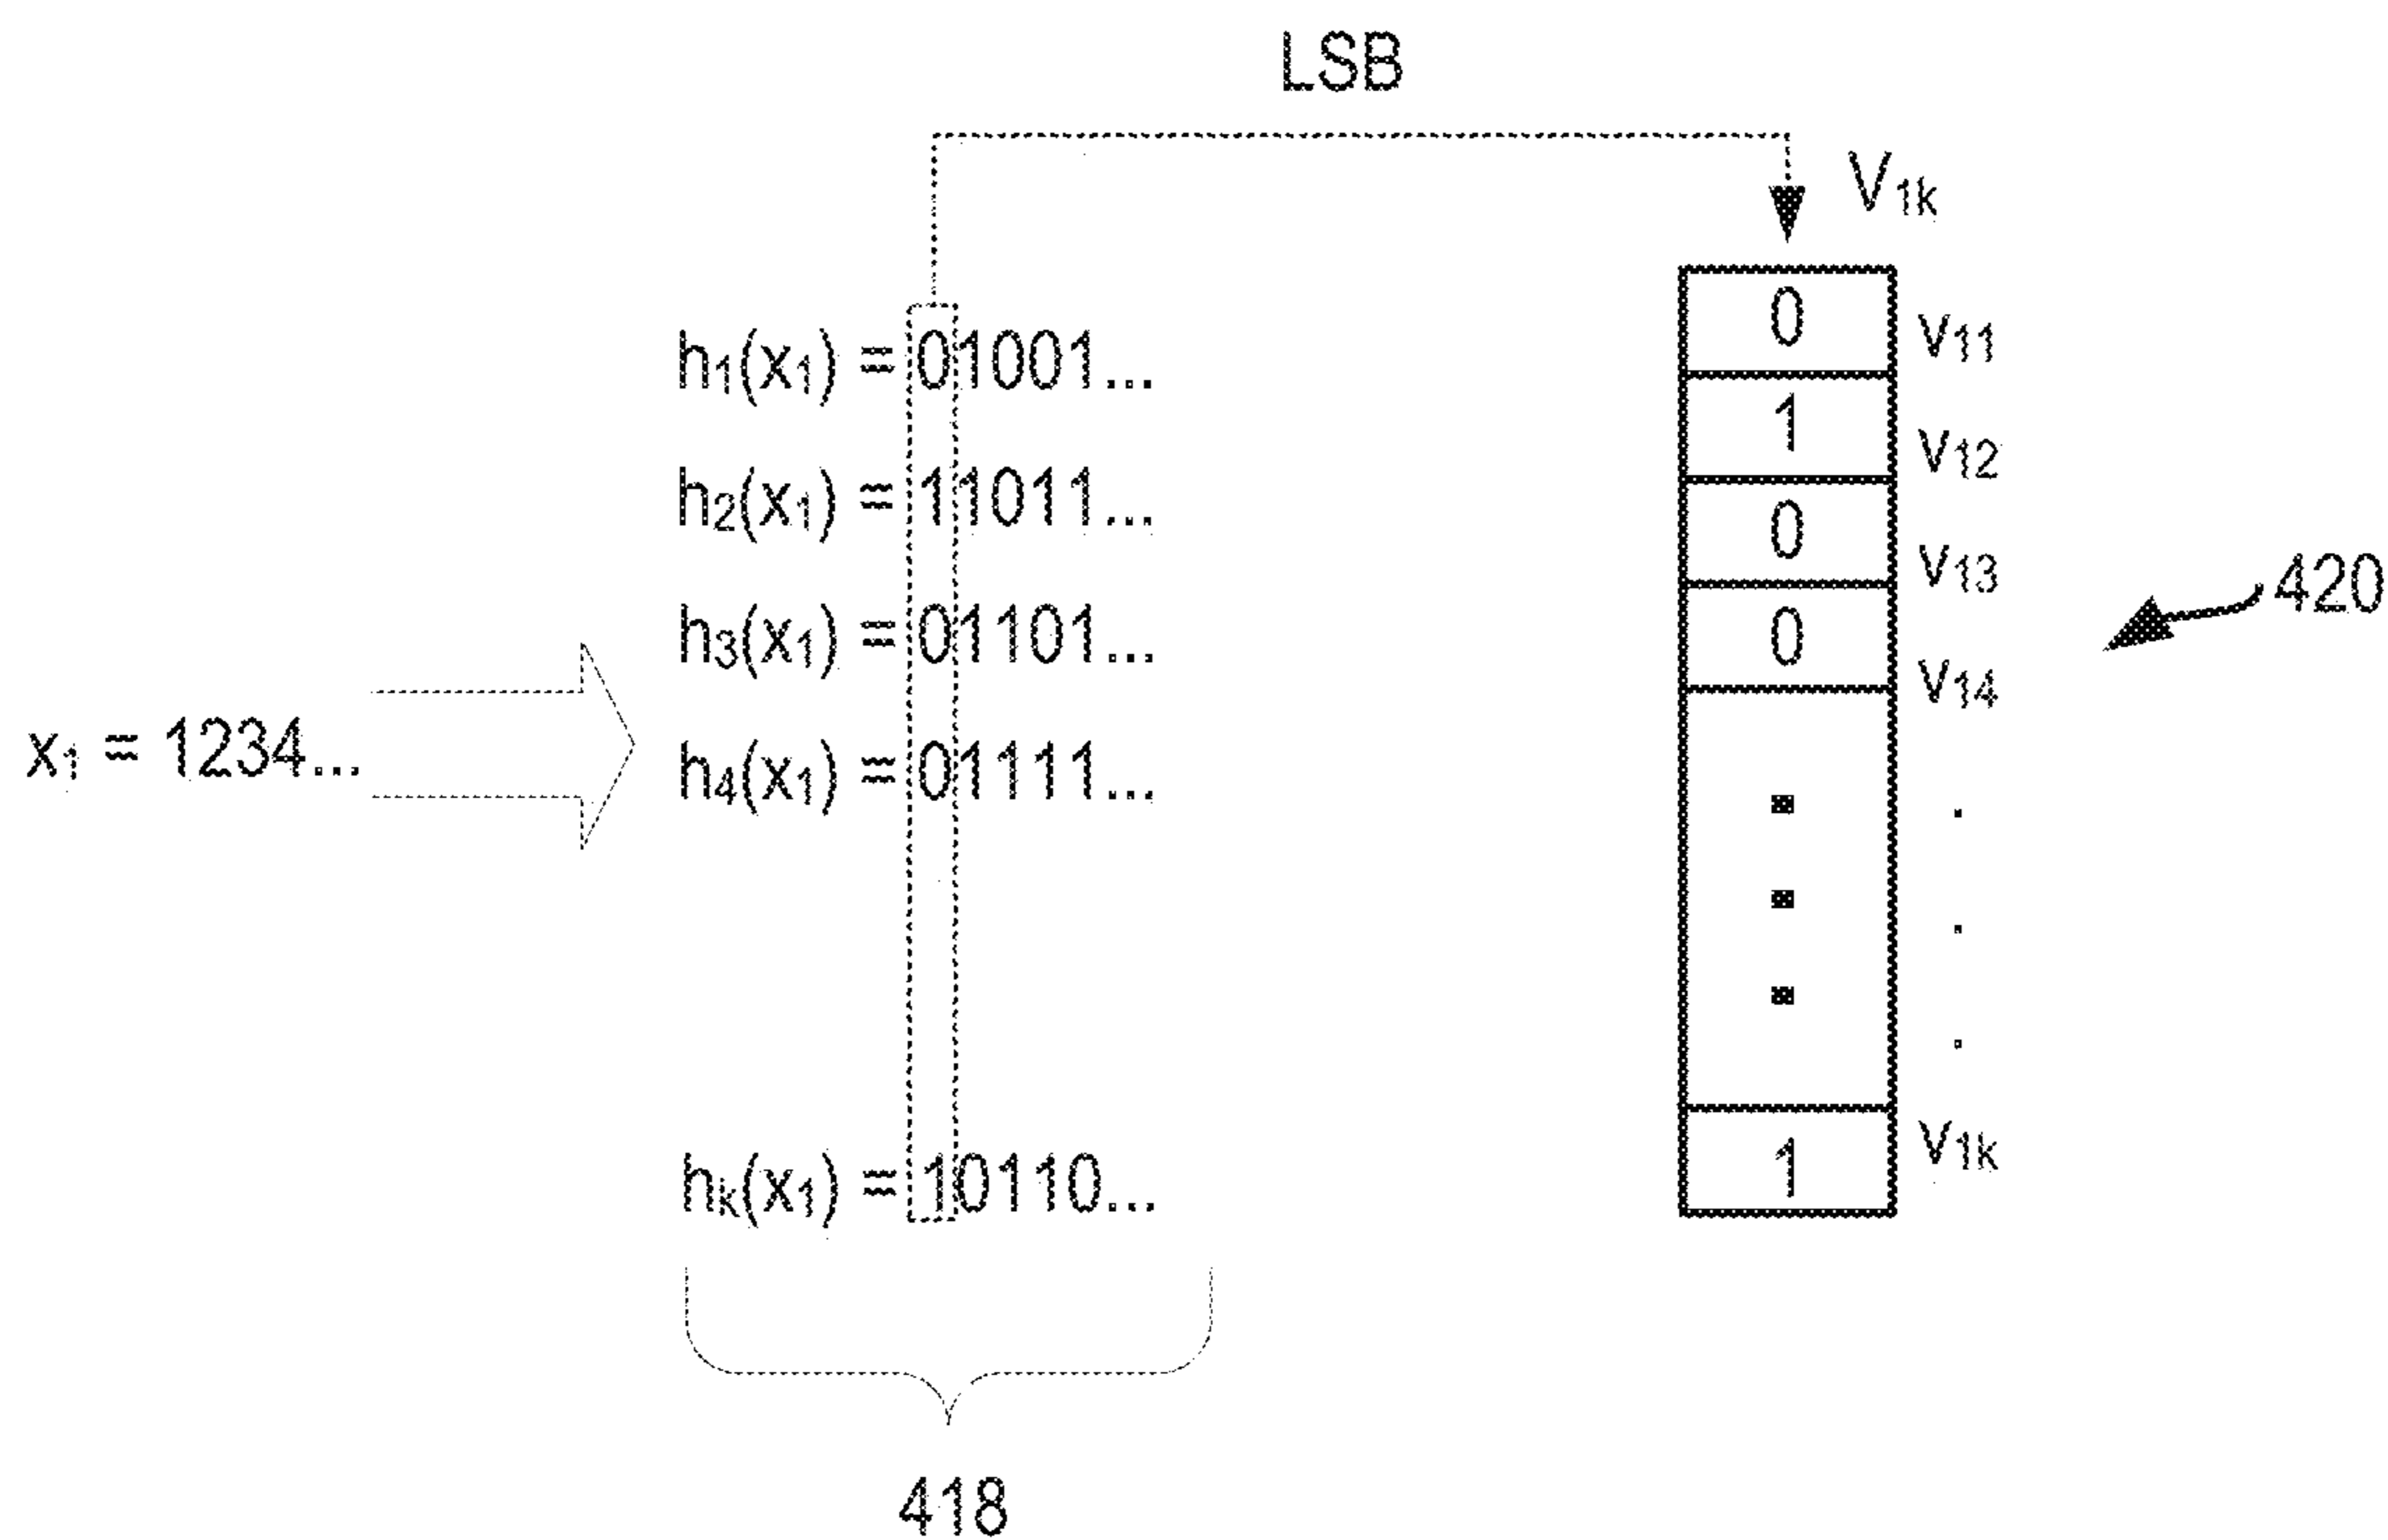 LSB
V1k
h1(x1) = 01001...
h2(x1) = 11011...
h3(x1) = 01101...
h4(x1) = 01111...
hk(x1) = 10110...
x1 = 1234...
418
0 v11
1 v12
0 v13
0 v14
1 v1k
420